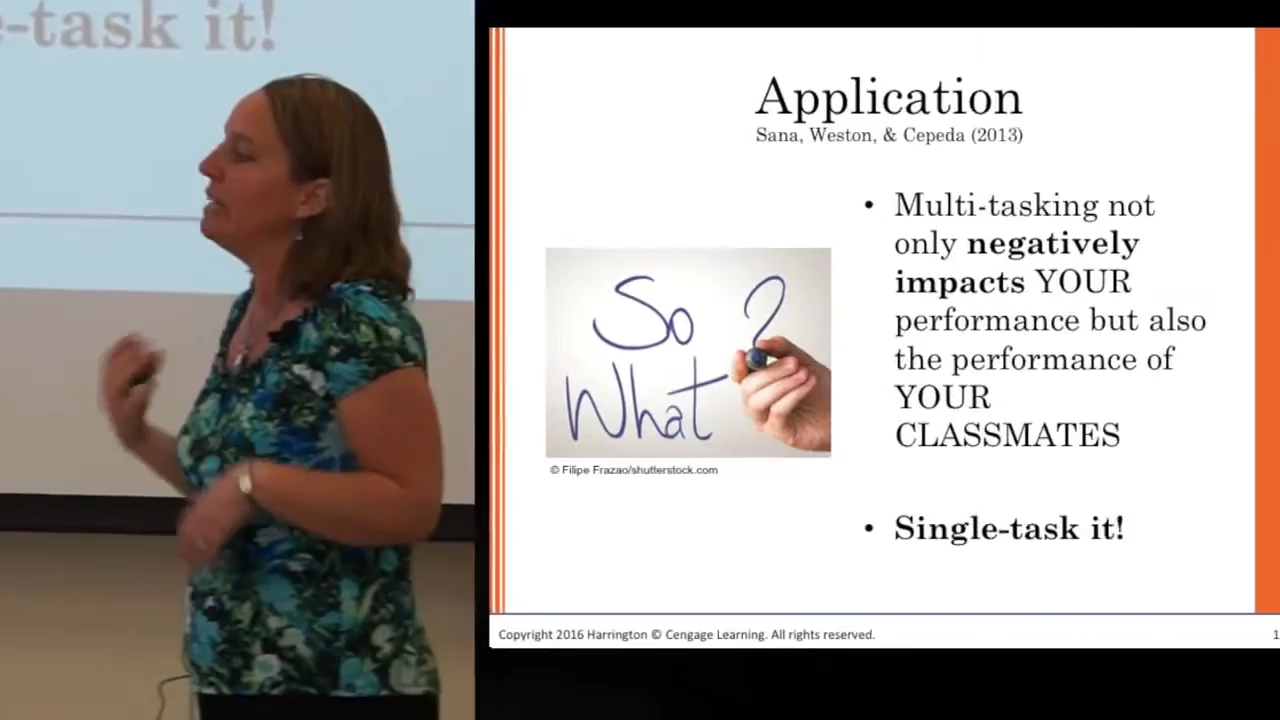 e-task it!
Application
Sana, Weston, & Cepeda (2013)
• Multi-tasking not
only negatively
impacts YOUR
performance but also
the performance of
YOUR
CLASSMATES
So ?
What
© Filipe Frazao/shutterstock.com
• Single-task it!
Copyright 2016 Harrington © Cengage Learning. All rights reserved.
1